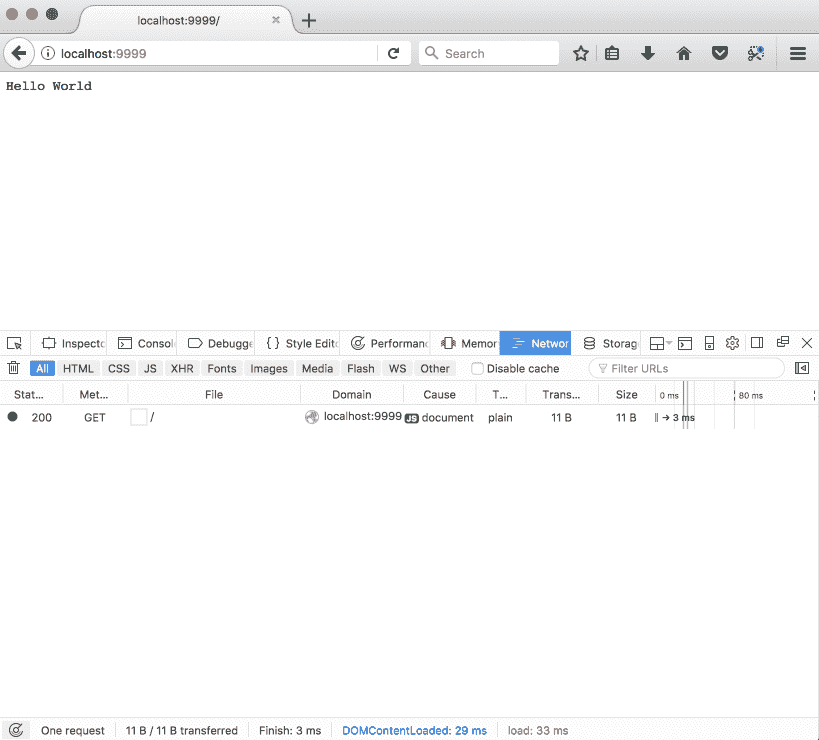 localhost:9999/
localhost:9999
Search
Hello World
Inspecto
Consol
Debugge
{ } Style Edito
Performan
Memor
Networ
Storag
All HTML CSS JS XHR Fonts Images Media Flash WS Other Disable cache Filter URLs
Stat... Met... File Domain Cause T... Trans... Size 0 ms 80 ms
200 GET / localhost:9999 JS document plain 11 B 11 B → 3 ms
One request 11 B / 11 B transferred Finish: 3 ms DOMContentLoaded: 29 ms load: 33 ms